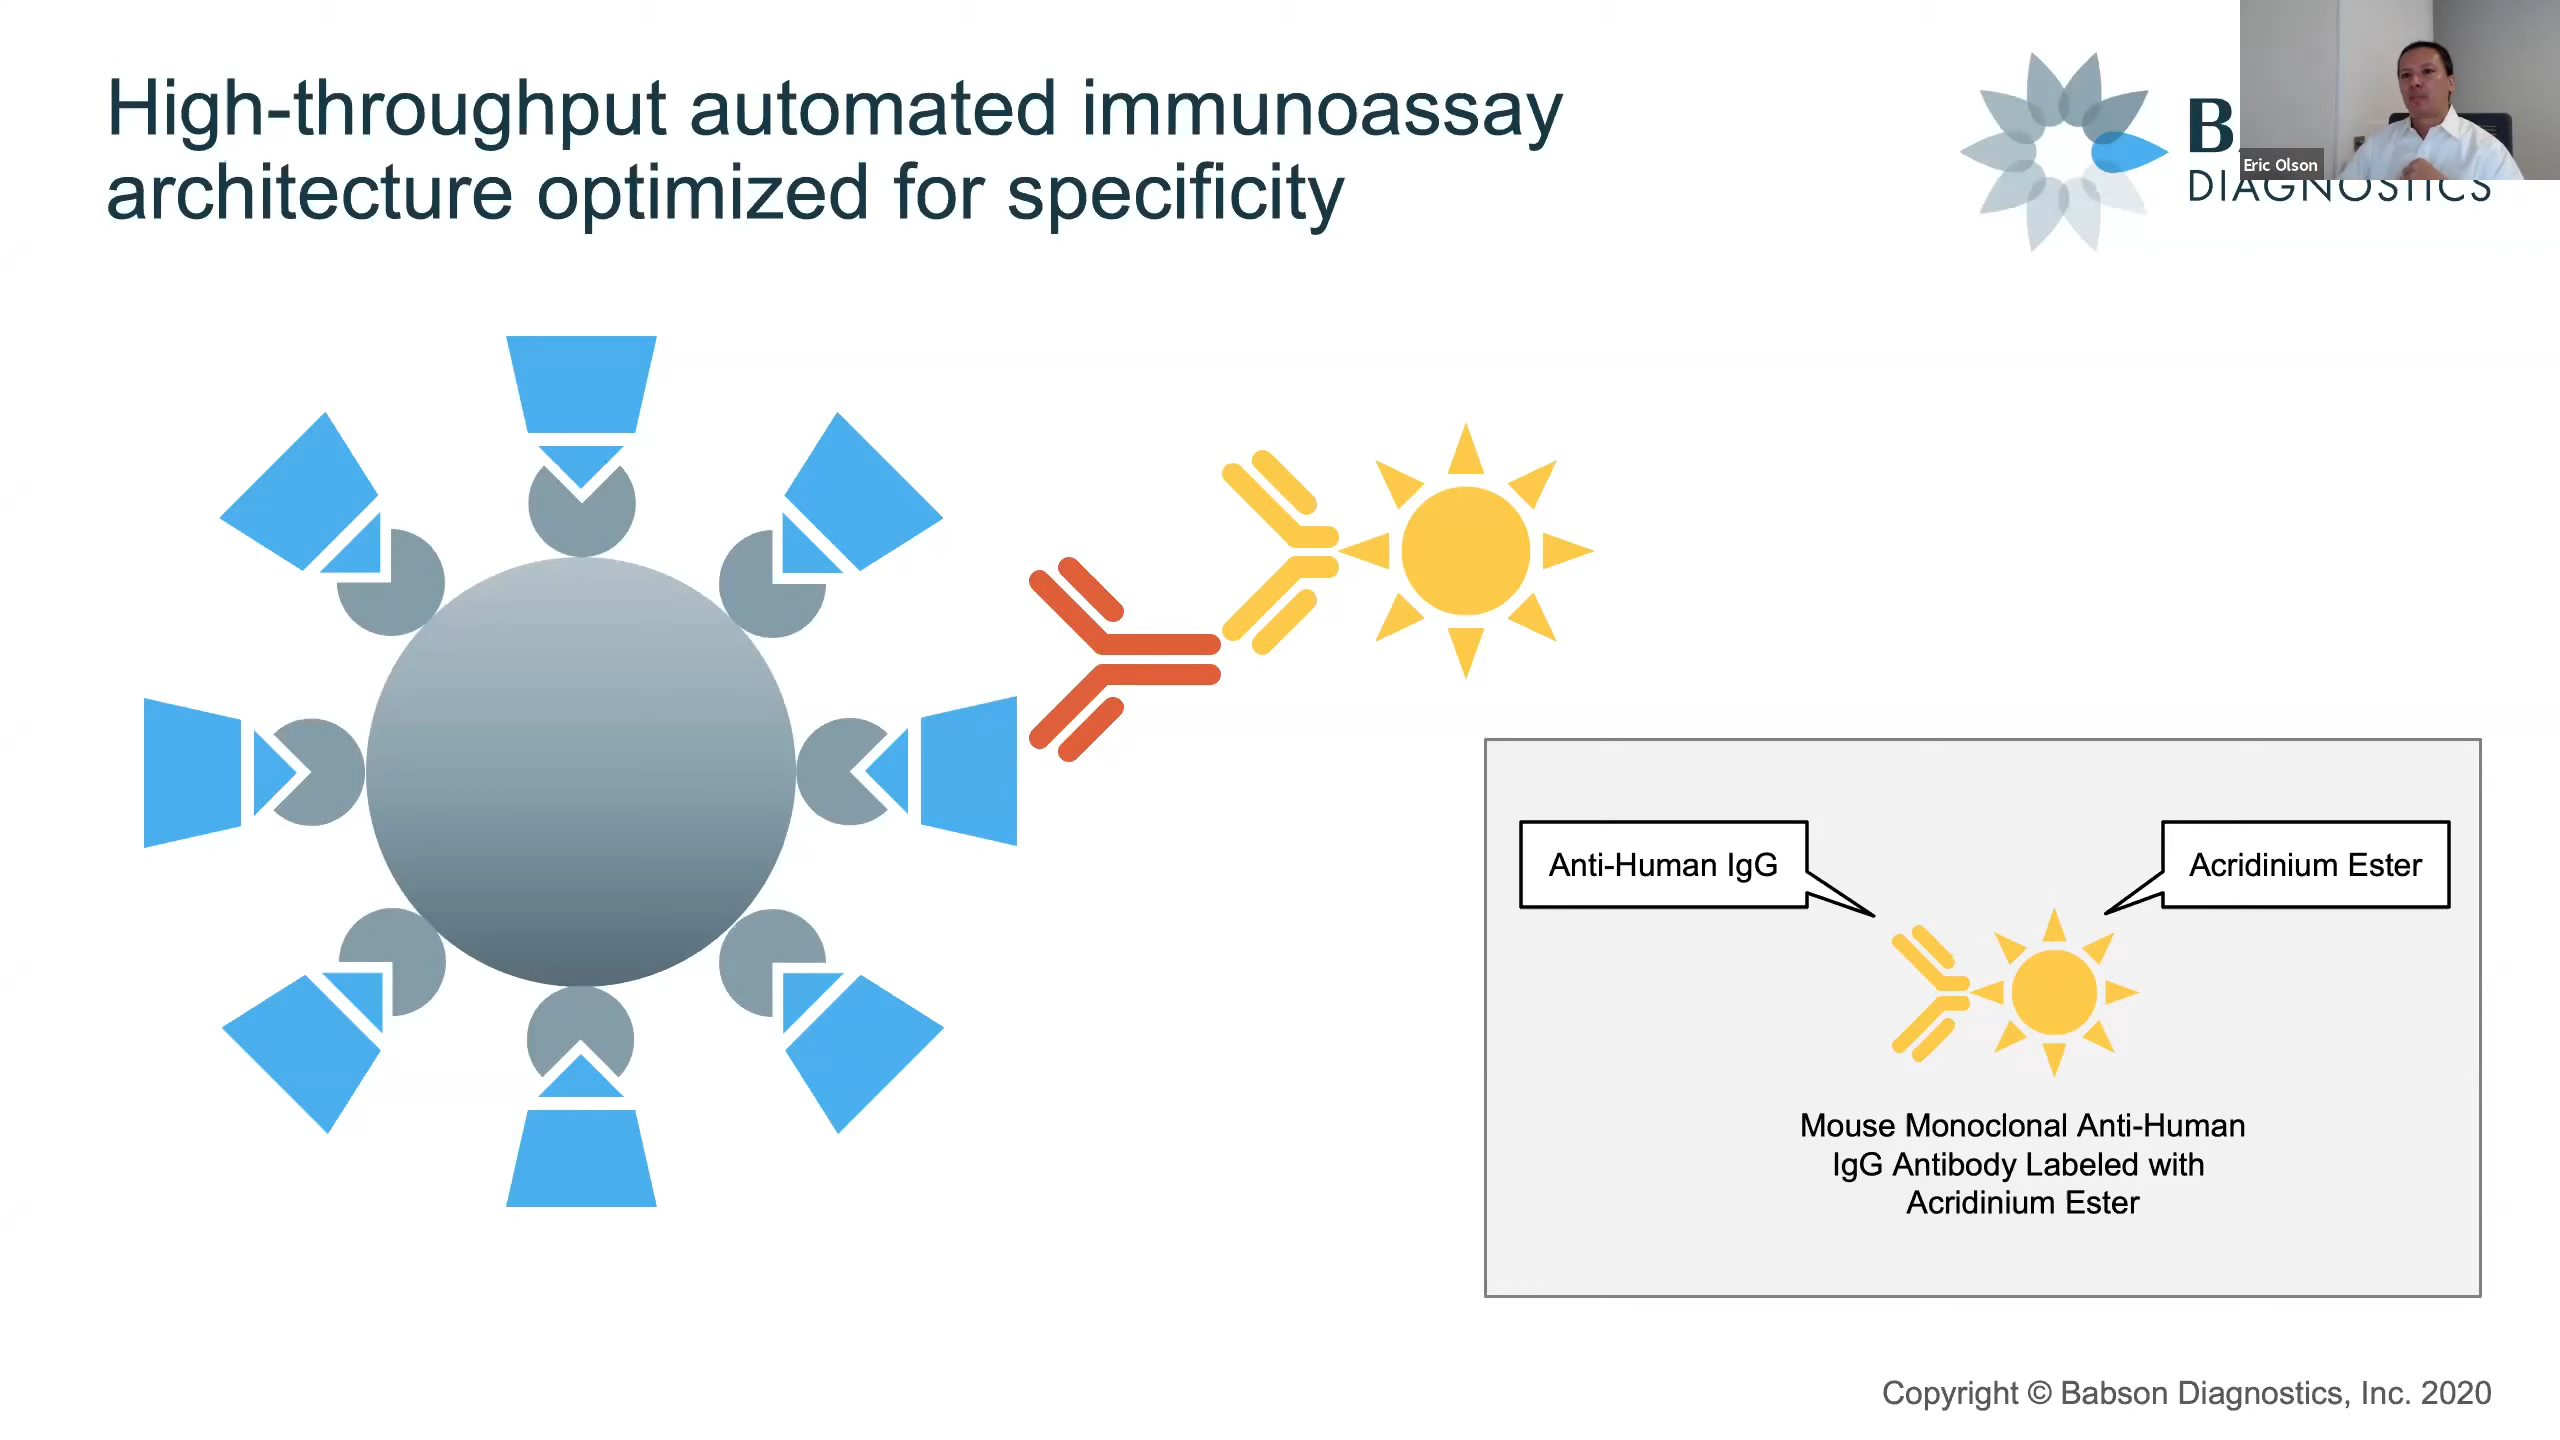 High-throughput automated immunoassay
architecture optimized for specificity
DIAGNOSTICS
Eric Olson
Anti-Human IgG
Acridinium Ester
Mouse Monoclonal Anti-Human
IgG Antibody Labeled with
Acridinium Ester
Copyright © Babson Diagnostics, Inc. 2020